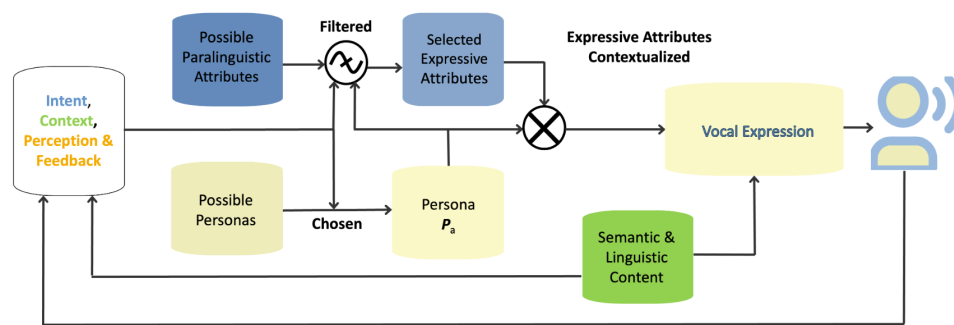 Filtered
Possible
Paralinguistic
Attributes
Selected
Expressive
Attributes
Expressive Attributes
Contextualized
Intent,
Context,
Perception &
Feedback
Vocal Expression
Possible
Personas
Chosen
Persona
Pa
Semantic &
Linguistic
Content